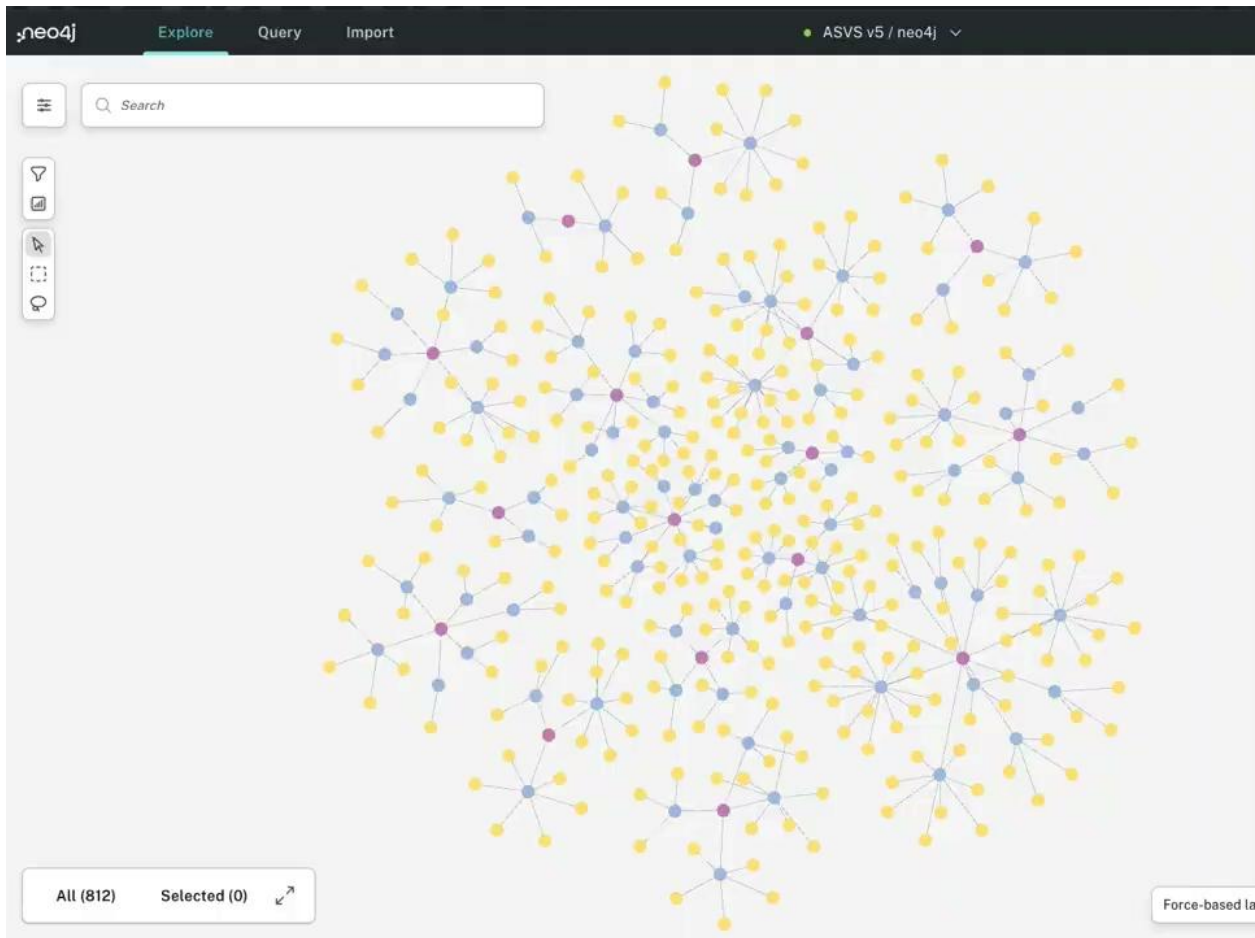 neo4j
Explore
Query
Import
ASVS v5 / neo4j
Search
All (812)
Selected (0)
Force-based la